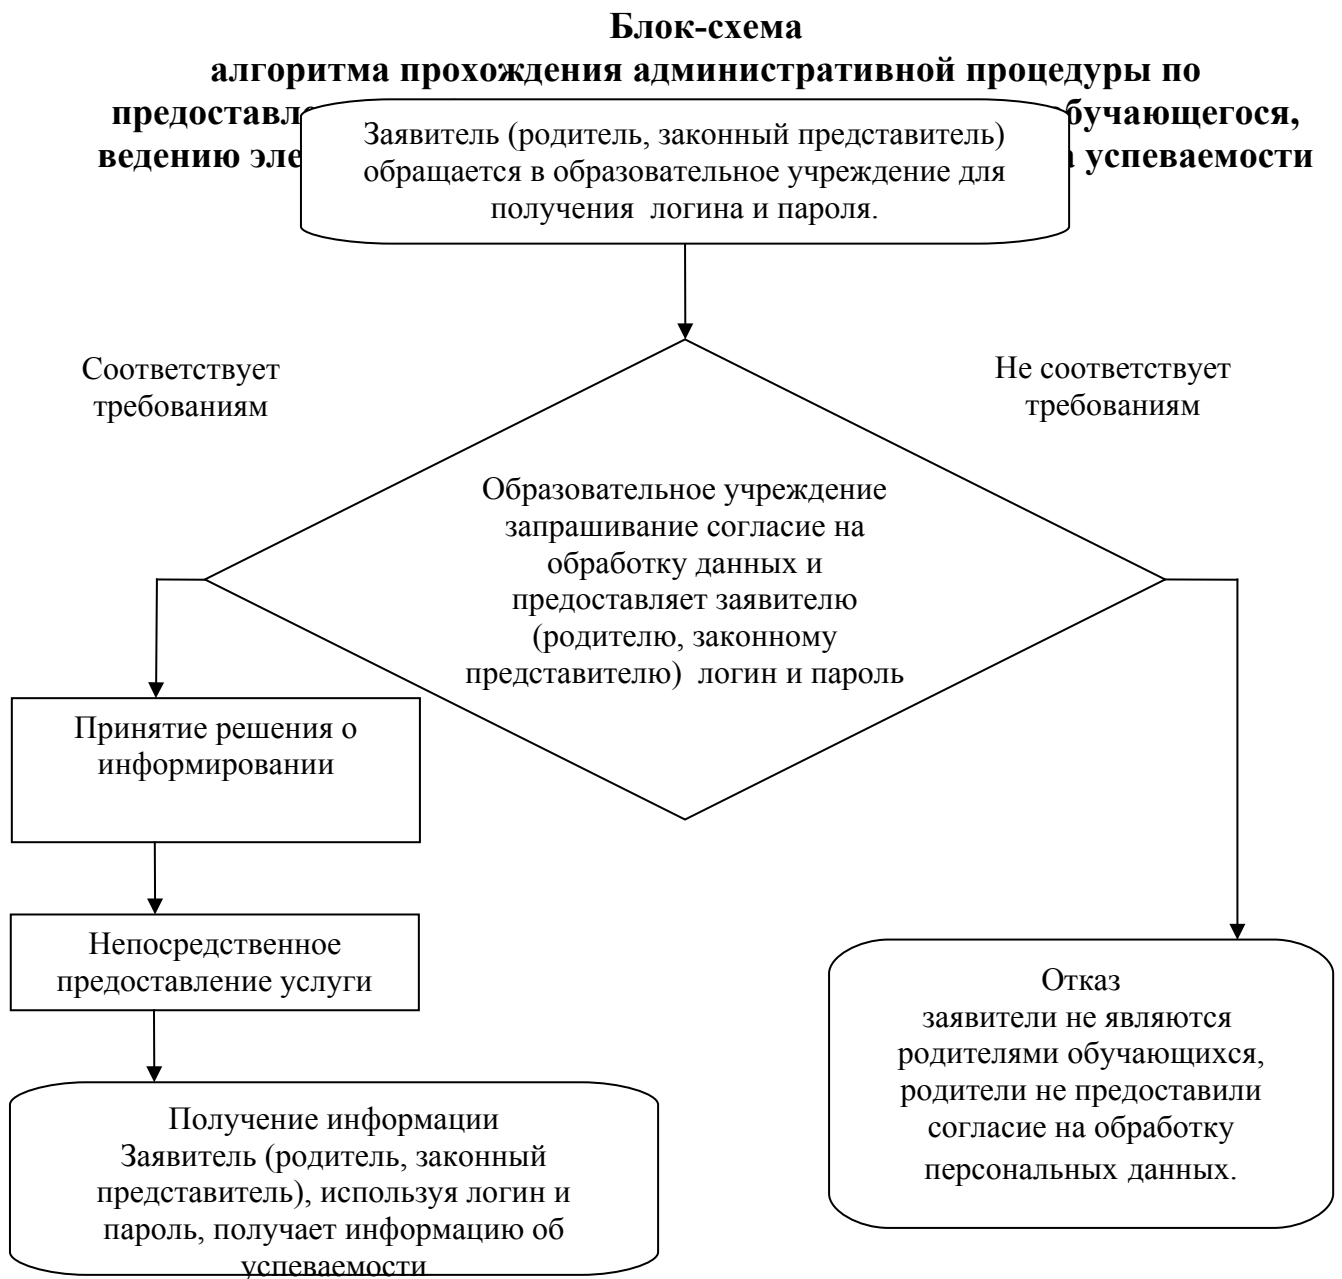 Блок-схема
алгоритма прохождения административной процедуры по
бучающегося,
ведению успеваемости
Заявитель (родитель, законный представитель)
обращается в образовательное учреждение для
получения логина и пароля.
Соответствует
требованиям
Не соответствует
требованиям
Образовательное учреждение
запрашивание согласие на
обработку данных и
предоставляет заявителю
(родителю, законному
представителю) логин и пароль
Принятие решения о
информировании
Непосредственное
предоставление услуги
Получение информации
Заявитель (родитель, законный
представитель), используя логин и
пароль, получает информацию об
успеваемости
Отказ
заявители не являются
родителями обучающихся,
родители не предоставили
согласие на обработку
персональных данных.